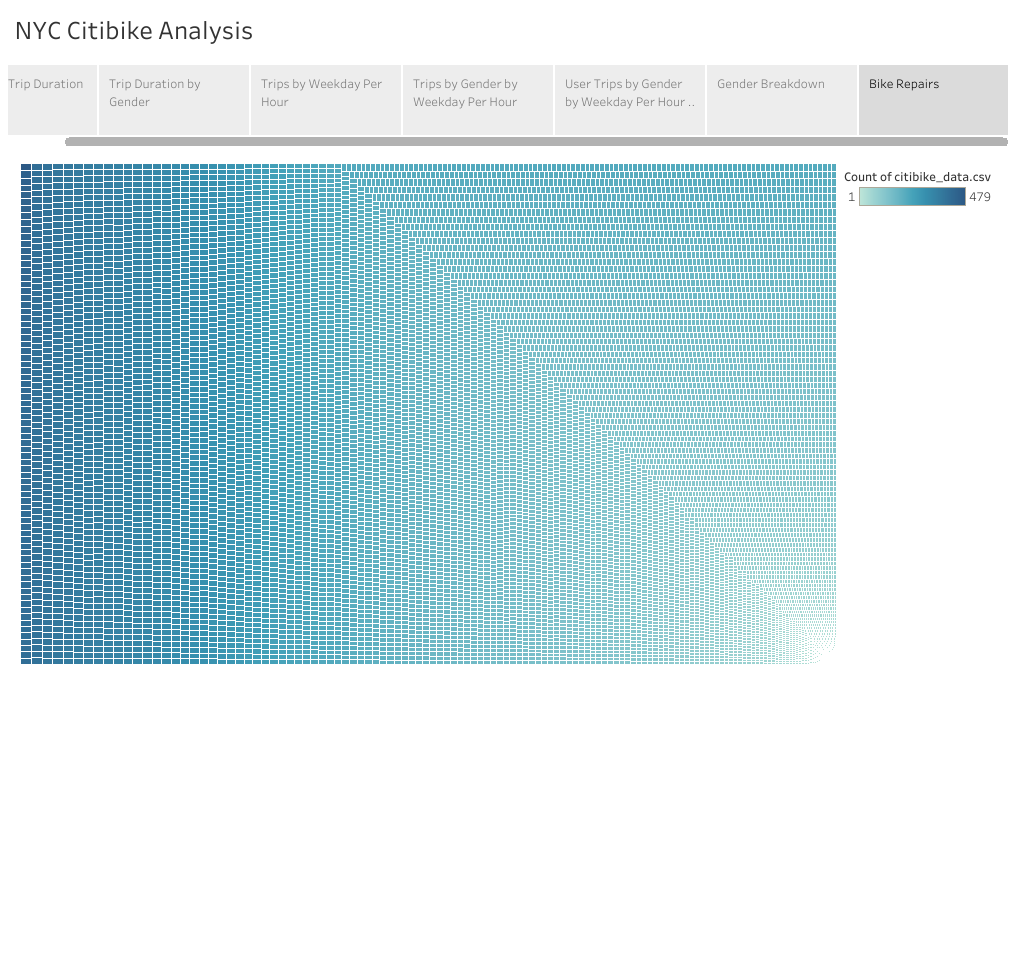 NYC Citibike Analysis
Trip Duration
Trip Duration by
Gender
Trips by Weekday Per
Hour
Trips by Gender by
Weekday Per Hour
User Trips by Gender
by Weekday Per Hour ..
Gender Breakdown
Bike Repairs
Count of citibike_data.csv
1 479